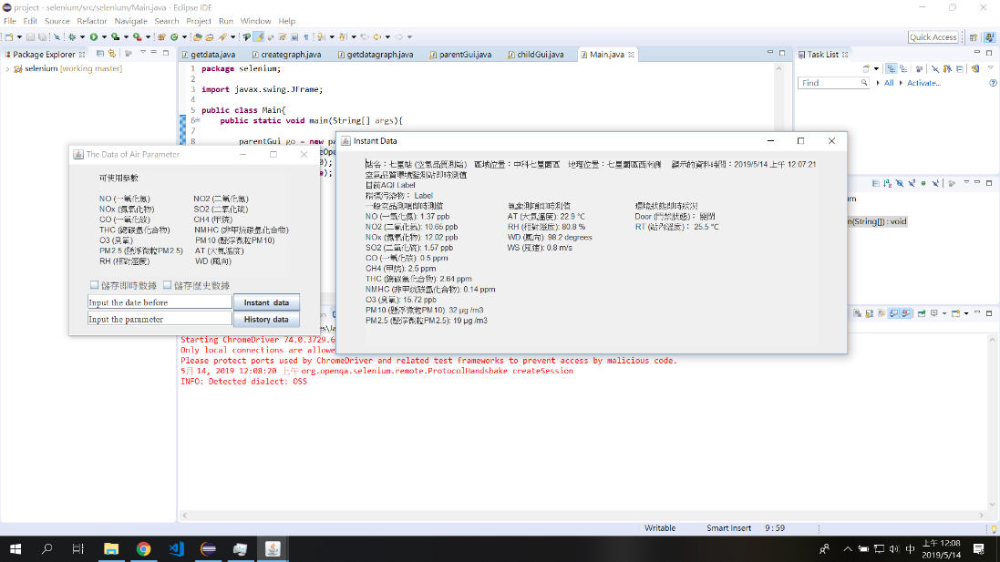 project - selenium/src/selenium/Main.java - Eclipse IDE
File Edit Source Refactor Navigate Search Project Run Window Help
Quick Access
Package Explorer
selenium [working master]
getdata.java creategraph.java getdatagraph.java parentGui.java childGui.java Main.java
1 package selenium;
2
3 import javax.swing.JFrame;
4
5 public class Main{
6 public static void main(String[] args){
7
8 parentGui go = new pa
Task List
Find All Activate...
main(String[]) : void
The Data of Air Parameter
可使用參數
NO (一氧化氮) NO2 (二氧化氮)
NOx (氮氧化物) SO2 (二氧化硫)
CO (一氧化碳) CH4 (甲烷)
THC (總碳氫化合物) NMHC (非甲烷碳氫化合物)
O3 (臭氧) PM10 (懸浮微粒PM10)
PM2.5 (懸浮微粒PM2.5) AT (大氣溫度)
RH (相對溼度) WD (風向)
儲存即時數據 儲存歷史數據
Input the date before Instant data
Input the parameter History data
Instant Data
站名：七星站 (空氣品質測站) 區域位置：中科七星園區 地理位置：七星園區西南側 顯示的資料時間：2019/5/14 上午 12:07:21
空氣品質環境監測站即時測值
目前AQI Label
指標污染物： Label
一般空品測項即時測值 氣象測項即時測值 環境狀態即時狀況
NO (一氧化氮): 1.37 ppb AT (大氣溫度): 22.9 ℃ Door (門禁狀態)： 關閉
NO2 (二氧化氮): 10.65 ppb RH (相對溼度): 80.8 % RT (站內溫度)： 25.5 ℃
NOx (氮氧化物): 12.02 ppb WD (風向): 98.2 degrees
SO2 (二氧化硫): 1.57 ppb WS (風速): 0.8 m/s
CO (一氧化碳): 0.5 ppm
CH4 (甲烷): 2.5 ppm
THC (總碳氫化合物): 2.64 ppm
NMHC (非甲烷碳氫化合物): 0.14 ppm
O3 (臭氧): 15.72 ppb
PM10 (懸浮微粒PM10): 32 μg /m3
PM2.5 (懸浮微粒PM2.5): 19 μg /m3
Starting ChromeDriver 74.0.3729.6
Only local connections are allowe
Please protect ports used by ChromeDriver and related test frameworks to prevent access by malicious code.
5月 14, 2019 12:08:20 上午 org.openqa.selenium.remote.ProtocolHandshake createSession
INFO: Detected dialect: OSS
Writable Smart Insert 9 : 59
中
上午 12:08
2019/5/14